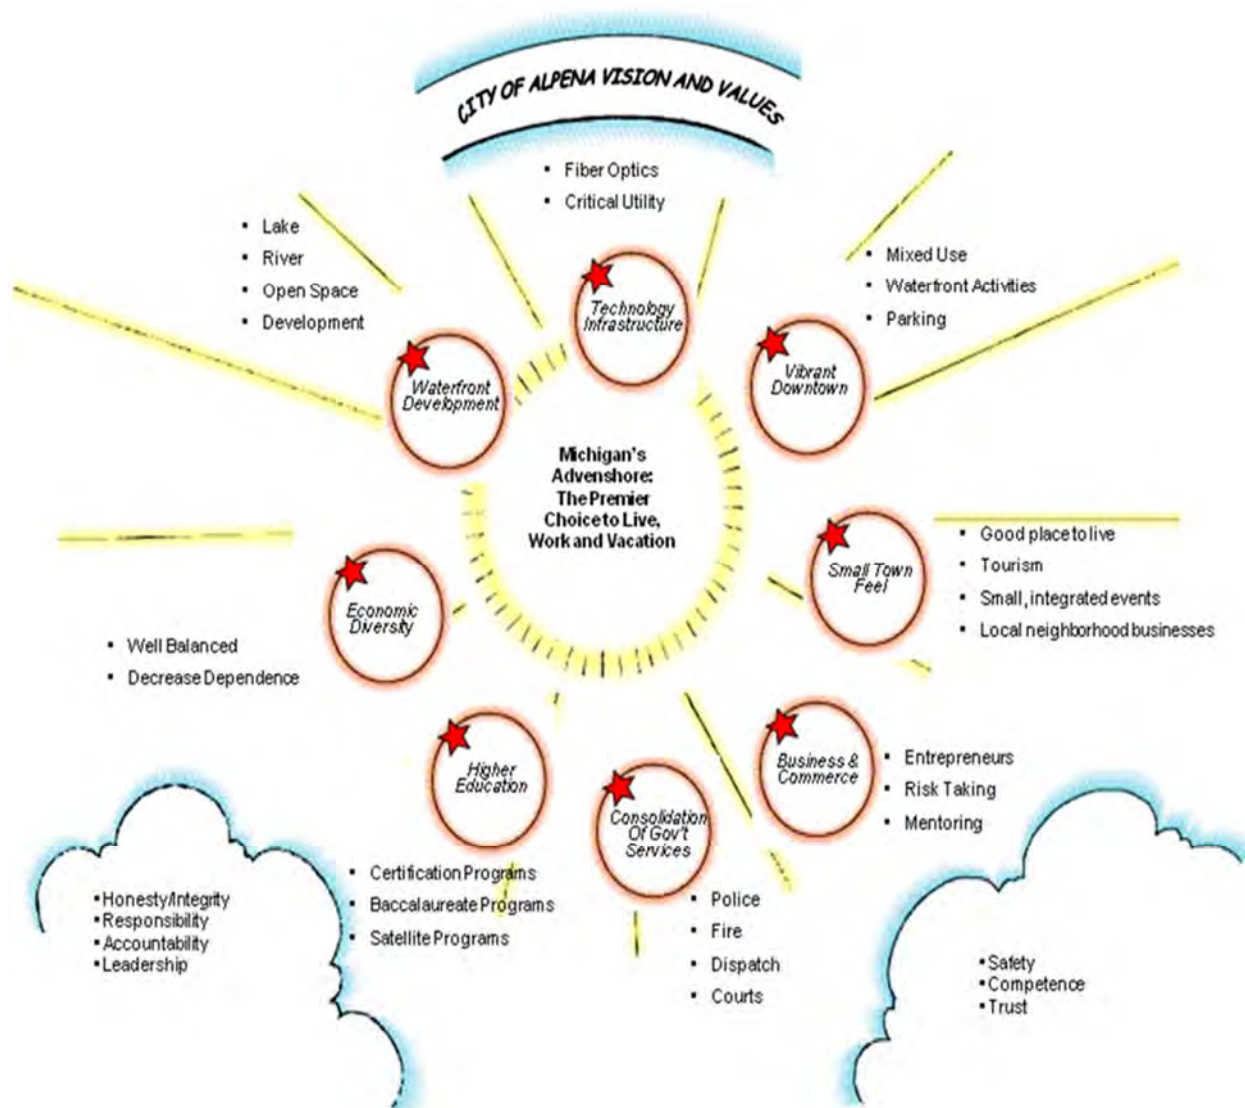 CITY OF ALPENA VISION AND VALUES
▪ Fiber Optics
▪ Critical Utility
Technology
Infrastructure
▪ Lake
▪ River
▪ Open Space
▪ Development
Waterfront
Development
▪ Mixed Use
▪ Waterfront Activities
▪ Parking
Vibrant
Downtown
Michigan's
Advenshore:
The Premier
Choice to Live,
Work and Vacation
Small Town
Feel
▪ Good place to live
▪ Tourism
▪ Small, integrated events
▪ Local neighborhood businesses
Economic
Diversity
▪ Well Balanced
▪ Decrease Dependence
Higher
Education
▪ Certification Programs
▪ Baccalaureate Programs
▪ Satellite Programs
Consolidation
Of Gov't
Services
▪ Police
▪ Fire
▪ Dispatch
▪ Courts
Business &
Commerce
▪ Entrepreneurs
▪ Risk Taking
▪ Mentoring
▪Honesty/Integrity
▪Responsibility
▪Accountability
▪Leadership
▪Safety
▪Competence
▪Trust